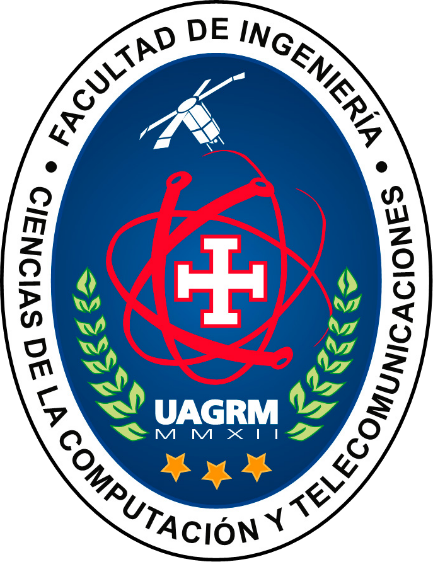 FACULTAD DE INGENIERÍA
CIENCIAS DE LA COMPUTACIÓN Y TELECOMUNICACIONES
UAGRM
MMXII